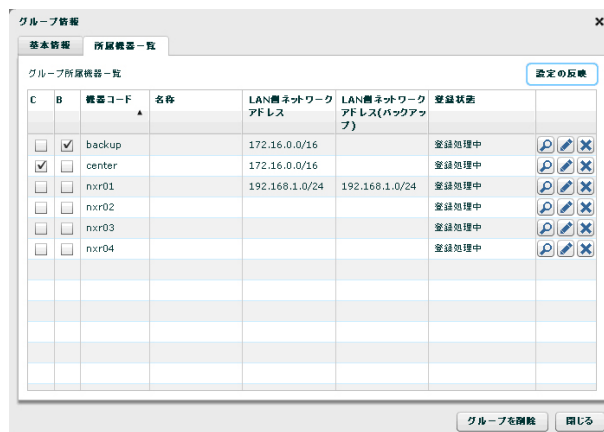 グループ情報
基本情報 所属機器一覧
グループ所属機器一覧 設定の反映
C B 機器コード 名称 LAN側ネットワークアドレス LAN側ネットワークアドレス(バックアップ) 登録状態
backup 172.16.0.0/16 登録処理中
center 172.16.0.0/16 登録処理中
nxr01 192.168.1.0/24 192.168.1.0/24 登録処理中
nxr02 登録処理中
nxr03 登録処理中
nxr04 登録処理中
グループを削除 閉じる